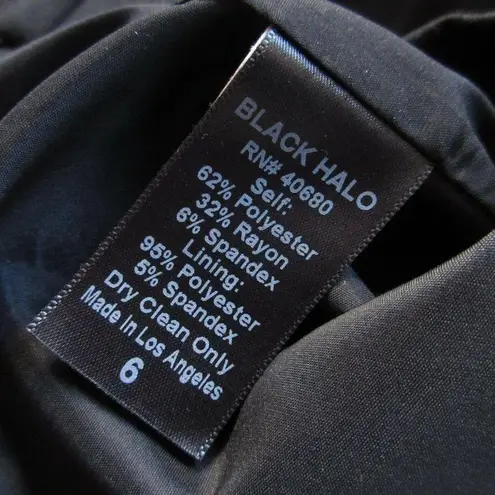 BLACK HALO
RN# 40680
Self:
62% Polyester
32% Rayon
6% Spandex
Lining:
95% Polyester
5% Spandex
Dry Clean Only
Made In Los Angeles
6